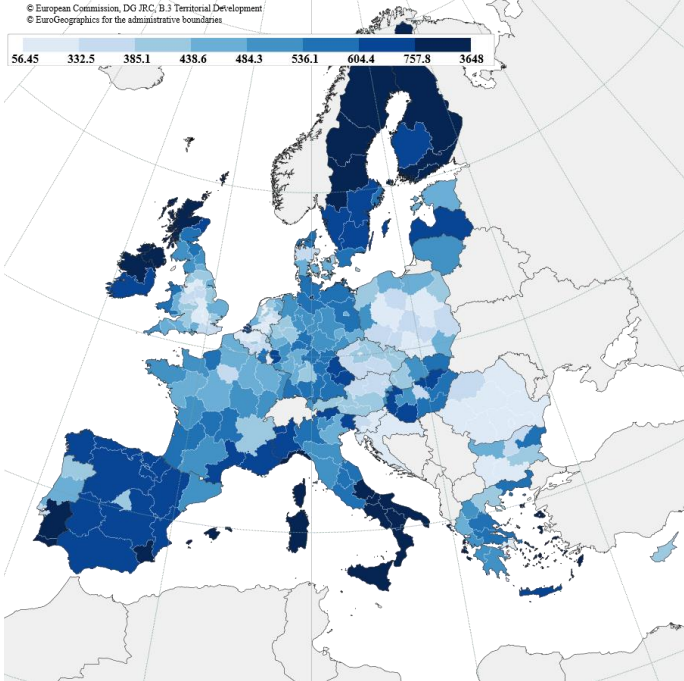 © European Commission, DG JRC, B.3 Territorial Development
© EuroGeographics for the administrative boundaries
56.45 332.5 385.1 438.6 484.3 536.1 604.4 757.8 3648